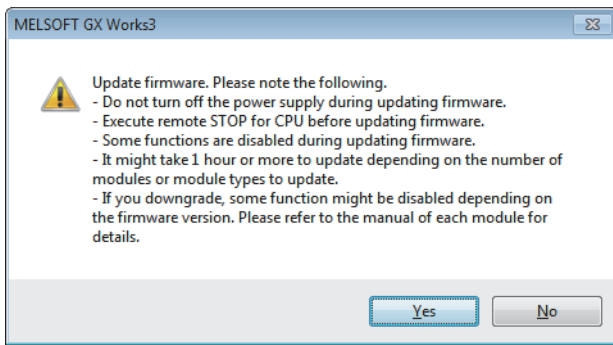 MELSOFT GX Works3
Update firmware. Please note the following.
- Do not turn off the power supply during updating firmware.
- Execute remote STOP for CPU before updating firmware.
- Some functions are disabled during updating firmware.
- It might take 1 hour or more to update depending on the number of
modules or module types to update.
- If you downgrade, some function might be disabled depending on
the firmware version. Please refer to the manual of each module for
details.
Yes
No